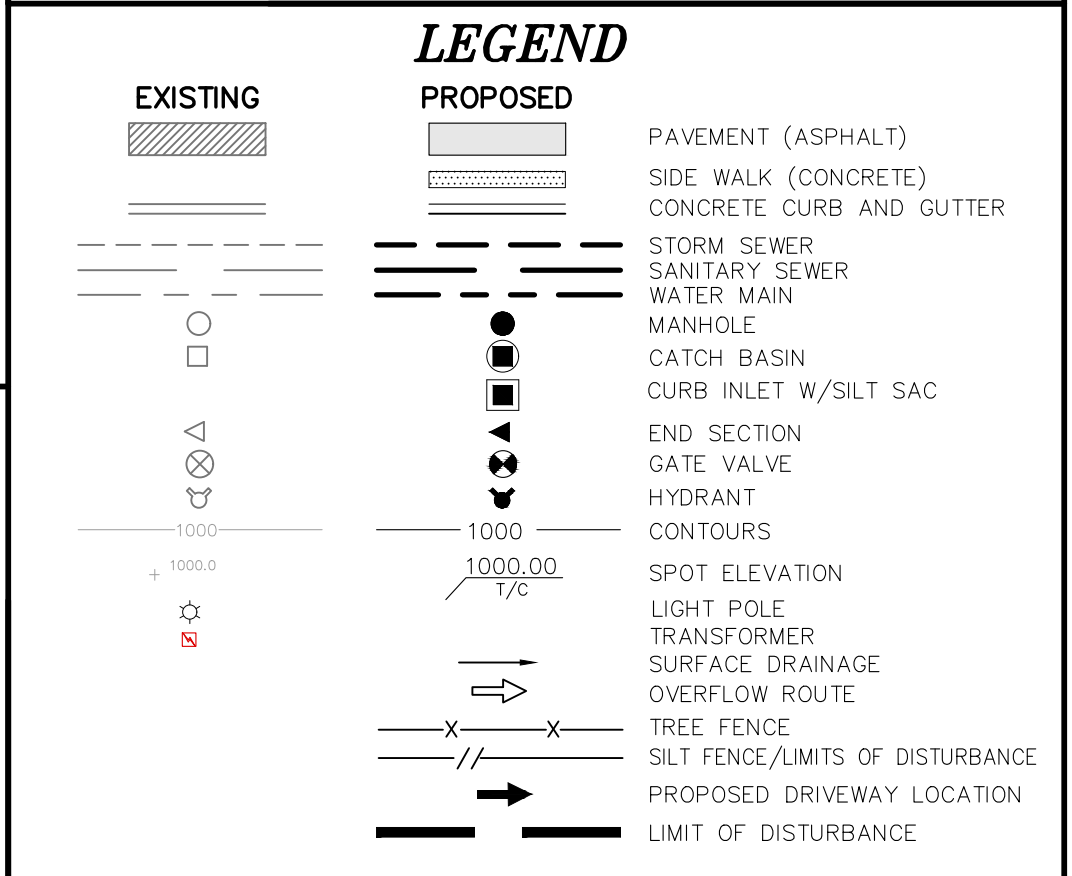 LEGEND
EXISTING PROPOSED
PAVEMENT (ASPHALT)
SIDE WALK (CONCRETE)
CONCRETE CURB AND GUTTER
STORM SEWER
SANITARY SEWER
WATER MAIN
MANHOLE
CATCH BASIN
CURB INLET W/SILT SAC
END SECTION
GATE VALVE
HYDRANT
1000 1000 CONTOURS
1000.0 1000.00
T/C SPOT ELEVATION
LIGHT POLE
TRANSFORMER
SURFACE DRAINAGE
OVERFLOW ROUTE
X X TREE FENCE
// SILT FENCE/LIMITS OF DISTURBANCE
PROPOSED DRIVEWAY LOCATION
LIMIT OF DISTURBANCE